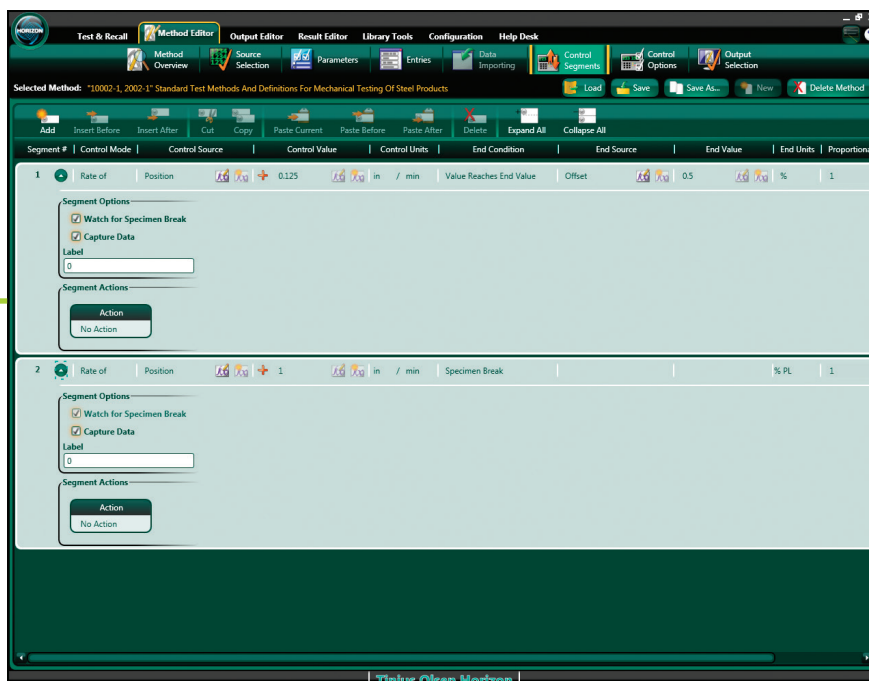 HORIZON
Test & Recall Method Editor Output Editor Result Editor Library Tools Configuration Help Desk
Method Overview Source Selection Parameters Entries Data Importing Control Segments Control Options Output Selection
Selected Method: "10002-1, 2002-1" Standard Test Methods And Definitions For Mechanical Testing Of Steel Products Load Save Save As... New Delete Method
Add Insert Before Insert After Cut Copy Paste Current Paste Before Paste After Delete Expand All Collapse All
Segment # Control Mode Control Source Control Value Control Units End Condition End Source End Value End Units Proportiona
1 Rate of Position 0.125 in / min Value Reaches End Value Offset 0.5 % 1
Segment Options
Watch for Specimen Break
Capture Data
Label
0
Segment Actions
Action
No Action
2 Rate of Position 1 in / min Specimen Break % PL 1
Segment Options
Watch for Specimen Break
Capture Data
Label
0
Segment Actions
Action
No Action
Tinius Olsen Horizon